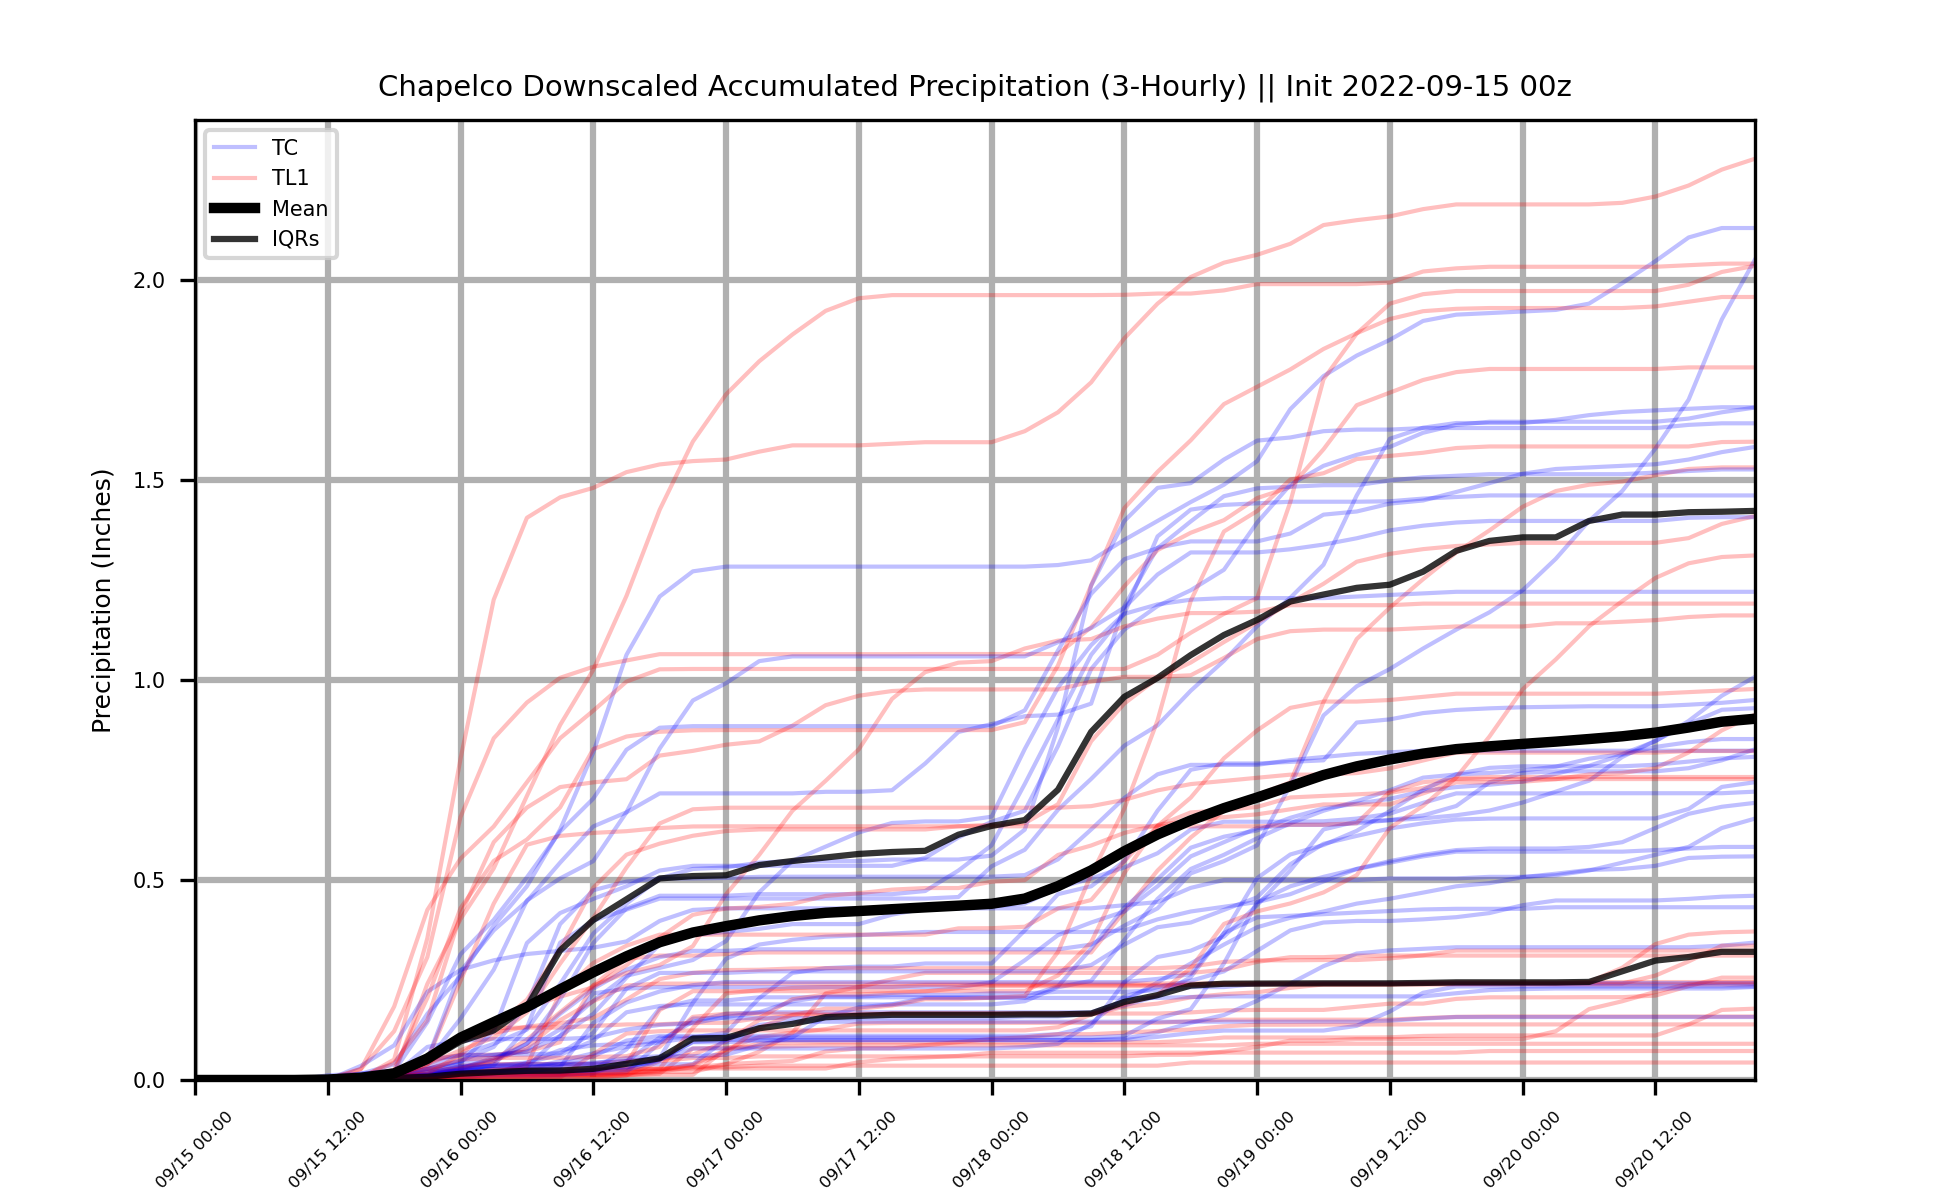 Chapelco Downscaled Accumulated Precipitation (3-Hourly) || Init 2022-09-15 00z
TC
TL1
Mean
IQRs
Precipitation (Inches)
2.0
1.5
1.0
0.5
0.0
09/15 00:00
09/15 12:00
09/16 00:00
09/16 12:00
09/17 00:00
09/17 12:00
09/18 00:00
09/18 12:00
09/19 00:00
09/19 12:00
09/20 00:00
09/20 12:00